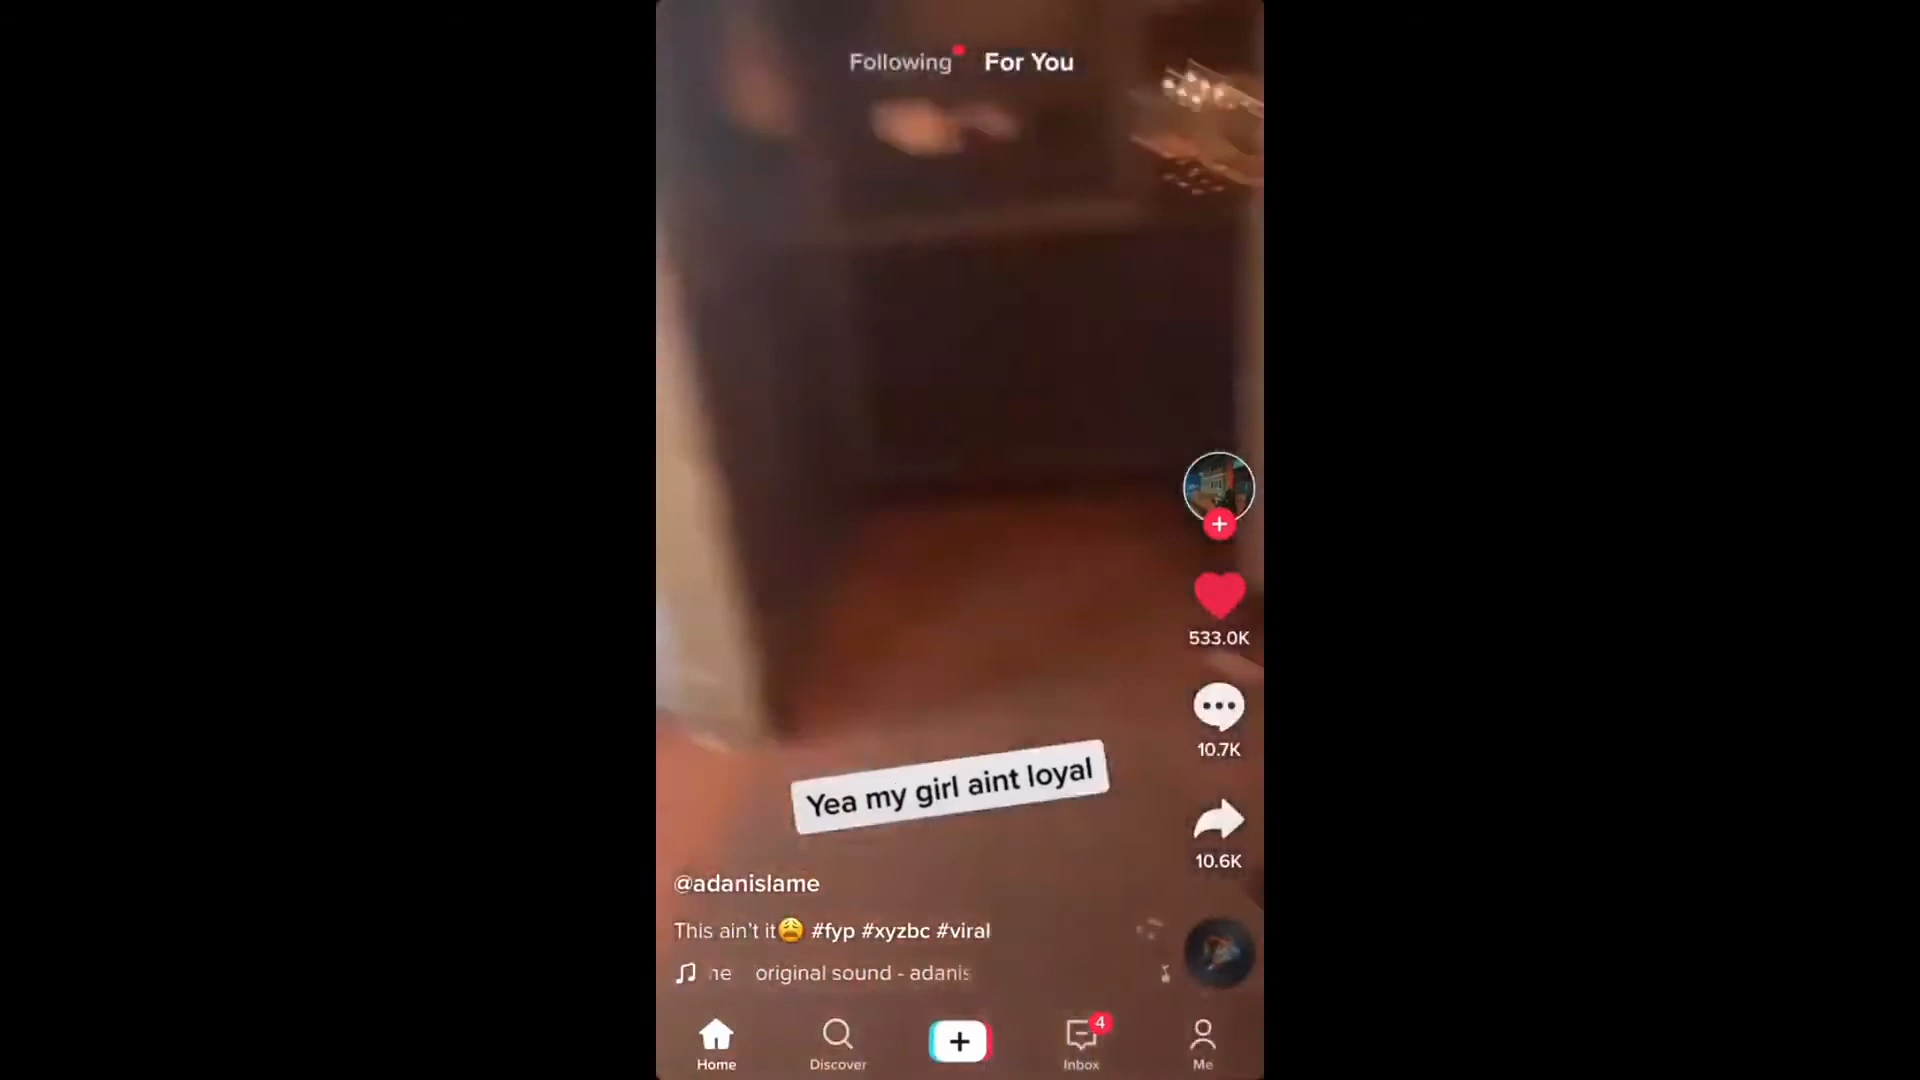 Following For You
533.0K
10.7K
Yea my girl aint loyal
10.6K
@adanislame
This ain't it😩 #fyp #xyzbc #viral
ne original sound - adanis
4
Home Discover Inbox Me